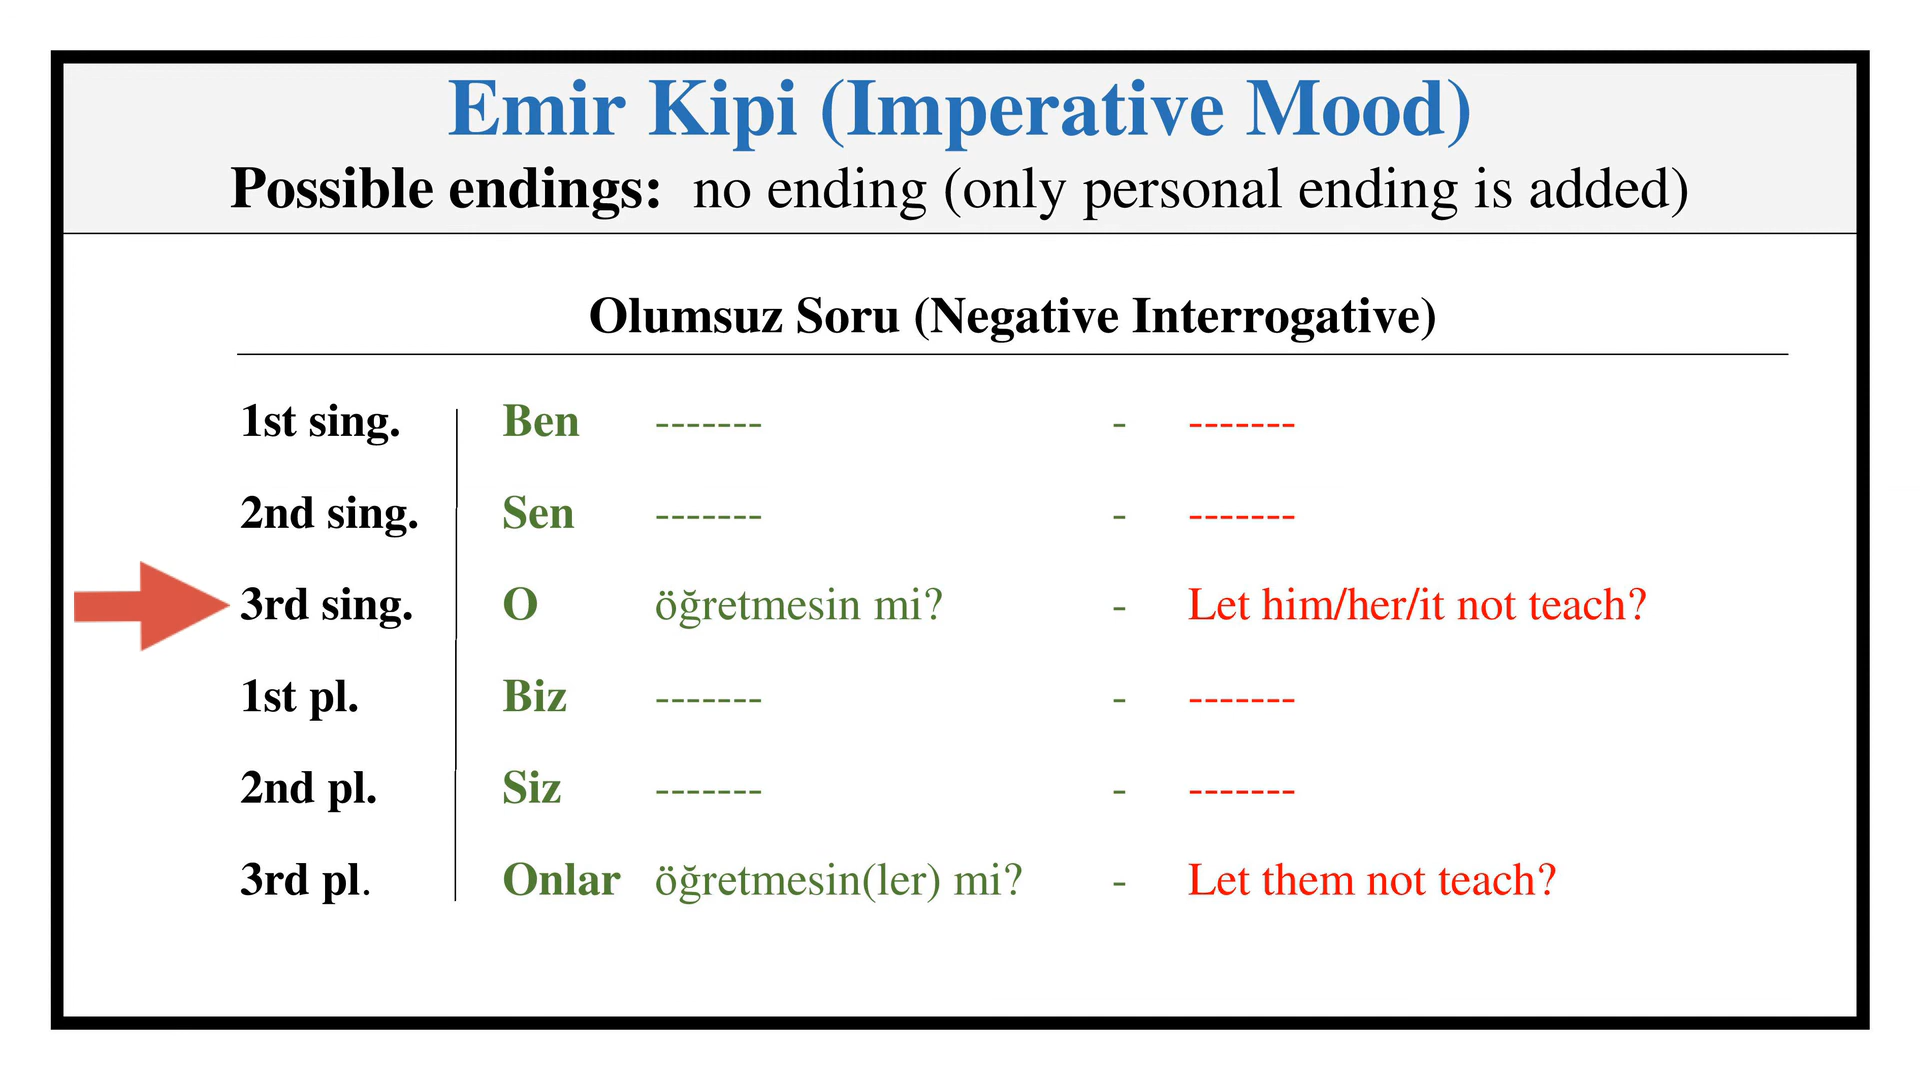 Emir Kipi (Imperative Mood)
Possible endings: no ending (only personal ending is added)
Olumsuz Soru (Negative Interrogative)
1st sing. Ben ------- - -------
2nd sing. Sen ------- - -------
3rd sing. O öğretmesin mi? - Let him/her/it not teach?
1st pl. Biz ------- - -------
2nd pl. Siz ------- - -------
3rd pl. Onlar öğretmesin(ler) mi? - Let them not teach?